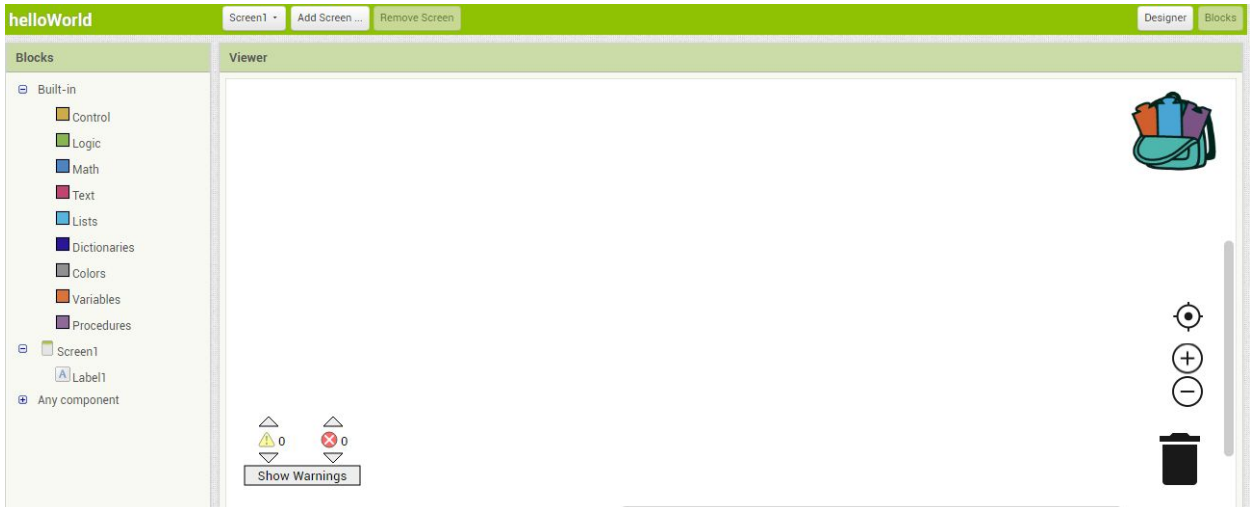 helloWorld Screen1 Add Screen ... Remove Screen Designer Blocks
Blocks
Viewer
Built-in
Control
Logic
Math
Text
Lists
Dictionaries
Colors
Variables
Procedures
Screen1
A Label1
Any component
0 0
Show Warnings